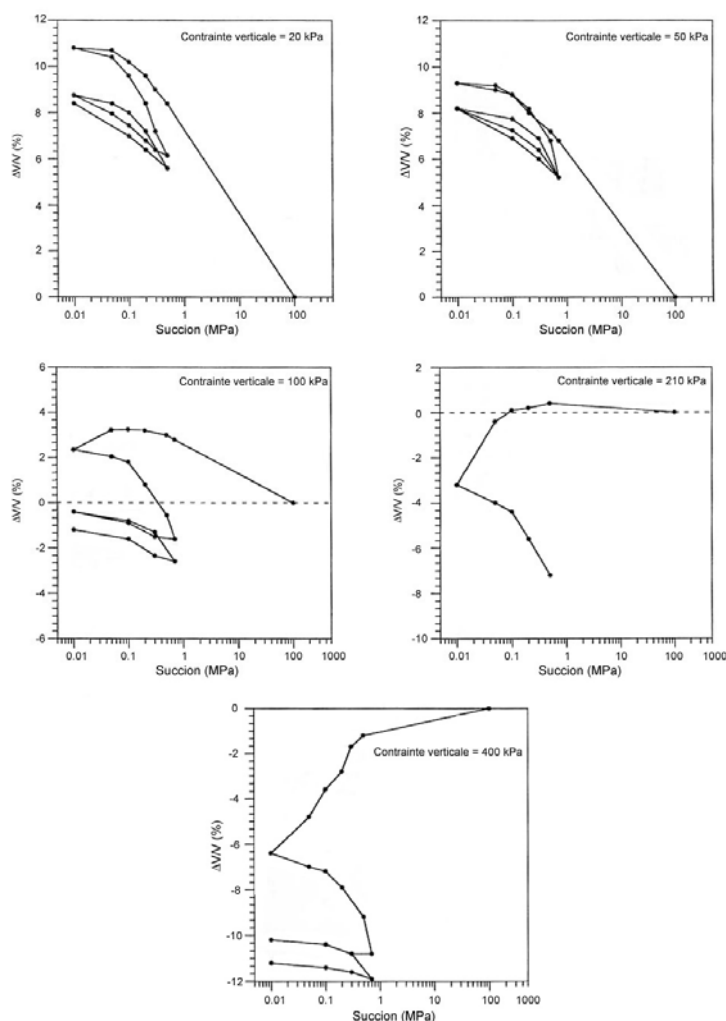 Contrainte verticale = 20 kPa
ΔV/V (%)
12
10
8
6
4
2
0
0.01 0.1 1 100
Succion (MPa)
Contrainte verticale = 50 kPa
ΔV/V (%)
12
10
8
6
4
2
0
0.01 0.1 1 100
Succion (MPa)
Contrainte verticale = 100 kPa
ΔV/V (%)
6
4
2
0
-2
-4
-6
0.01 0.1 1 10 100 1000
Succion (MPa)
Contrainte verticale = 210 kPa
ΔV/V (%)
2
0
-2
-4
-6
-8
-10
0.01 0.1 1 10 100 1000
Succion (MPa)
Contrainte verticale = 400 kPa
ΔV/V (%)
0
-2
-4
-6
-8
-10
-12
0.01 0.1 1 10 100 1000
Succion (MPa)